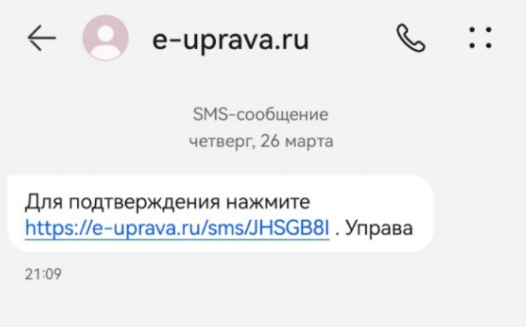 e-uprava.ru
SMS-сообщение
четверг, 26 марта
Для подтверждения нажмите
https://e-uprava.ru/sms/JHSGB8I . Управа
21:09